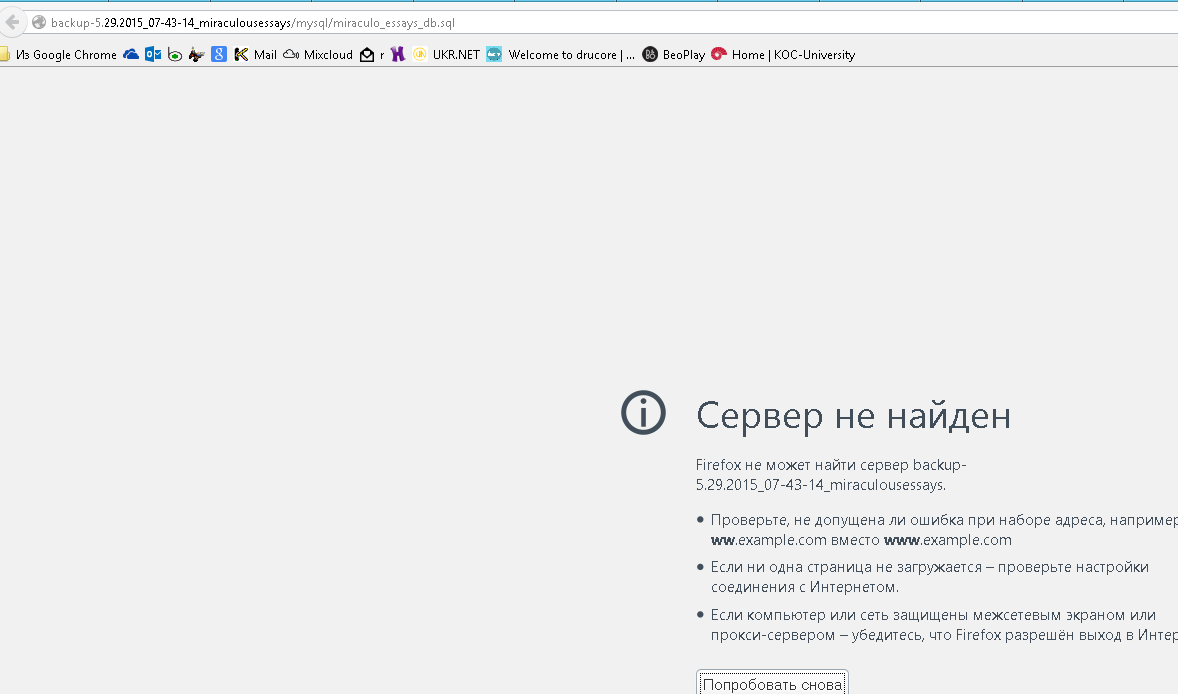 backup-5.29.2015_07-43-14_miraculousessays/mysql/miraculo_essays_db.sql
Из Google Chrome Mail Mixcloud r UKR.NET Welcome to drucore | ... BeoPlay Home | KOC-University
Сервер не найден
Firefox не может найти сервер backup-
5.29.2015_07-43-14_miraculousessays.
Проверьте, не допущена ли ошибка при наборе адреса, например
ww.example.com вместо www.example.com
Если ни одна страница не загружается – проверьте настройки
соединения с Интернетом.
Если компьютер или сеть защищены межсетевым экраном или
прокси-сервером – убедитесь, что Firefox разрешён выход в Интер
Попробовать снова